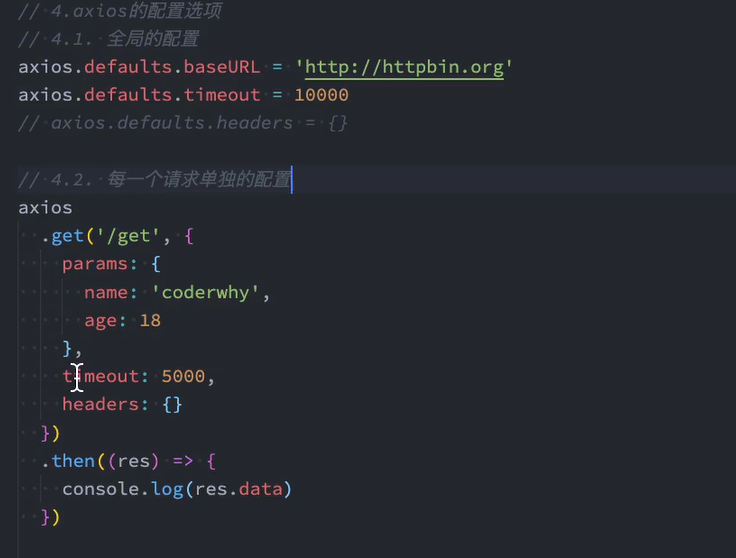 // 4.axios的配置选项
// 4.1. 全局的配置
axios.defaults.baseURL = 'http://httpbin.org'
axios.defaults.timeout = 10000
// axios.defaults.headers = {}
// 4.2. 每一个请求单独的配置
axios
  .get('/get', {
    params: {
      name: 'coderwhy',
      age: 18
    },
    timeout: 5000,
    headers: {}
  })
  .then((res) => {
    console.log(res.data)
  })